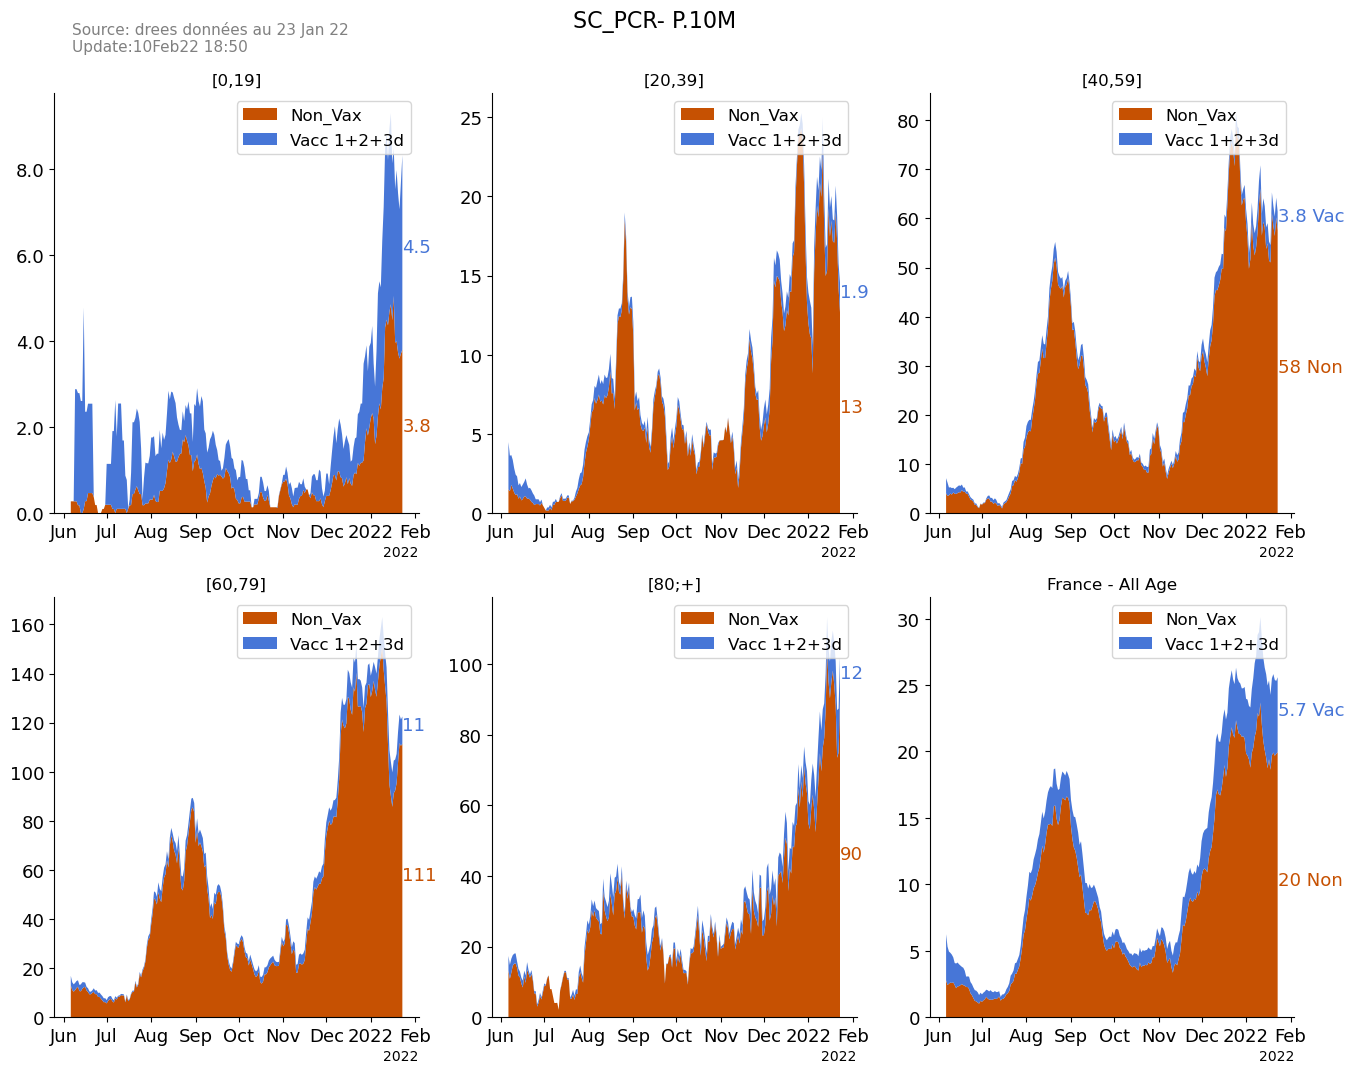 SC_PCR- P.10M
Source: drees données au 23 Jan 22
Update:10Feb22 18:50
[0,19]
Non_Vax
Vacc 1+2+3d
8.0
6.0
4.0
2.0
0.0
4.5
3.8
Jun Jul Aug Sep Oct Nov Dec 2022 Feb
2022
[20,39]
Non_Vax
Vacc 1+2+3d
25
20
15
10
5
0
1.9
13
Jun Jul Aug Sep Oct Nov Dec 2022 Feb
2022
[40,59]
Non_Vax
Vacc 1+2+3d
80
70
60
50
40
30
20
10
0
3.8 Vac
58 Non
Jun Jul Aug Sep Oct Nov Dec 2022 Feb
2022
[60,79]
Non_Vax
Vacc 1+2+3d
160
140
120
100
80
60
40
20
0
11
111
Jun Jul Aug Sep Oct Nov Dec 2022 Feb
2022
[80;+]
Non_Vax
Vacc 1+2+3d
100
80
60
40
20
0
12
90
Jun Jul Aug Sep Oct Nov Dec 2022 Feb
2022
France - All Age
Non_Vax
Vacc 1+2+3d
30
25
20
15
10
5
0
5.7 Vac
20 Non
Jun Jul Aug Sep Oct Nov Dec 2022 Feb
2022